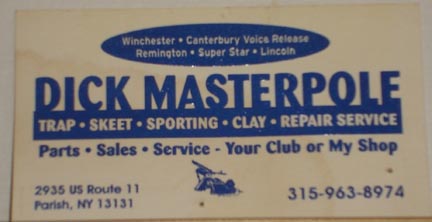 Winchester • Canterbury Voice Release
Remington • Super Star • Lincoln
DICK MASTERPOLE
TRAP • SKEET • SPORTING • CLAY • REPAIR SERVICE
Parts • Sales • Service - Your Club or My Shop
2935 US Route 11
Parish, NY 13131
315-963-8974